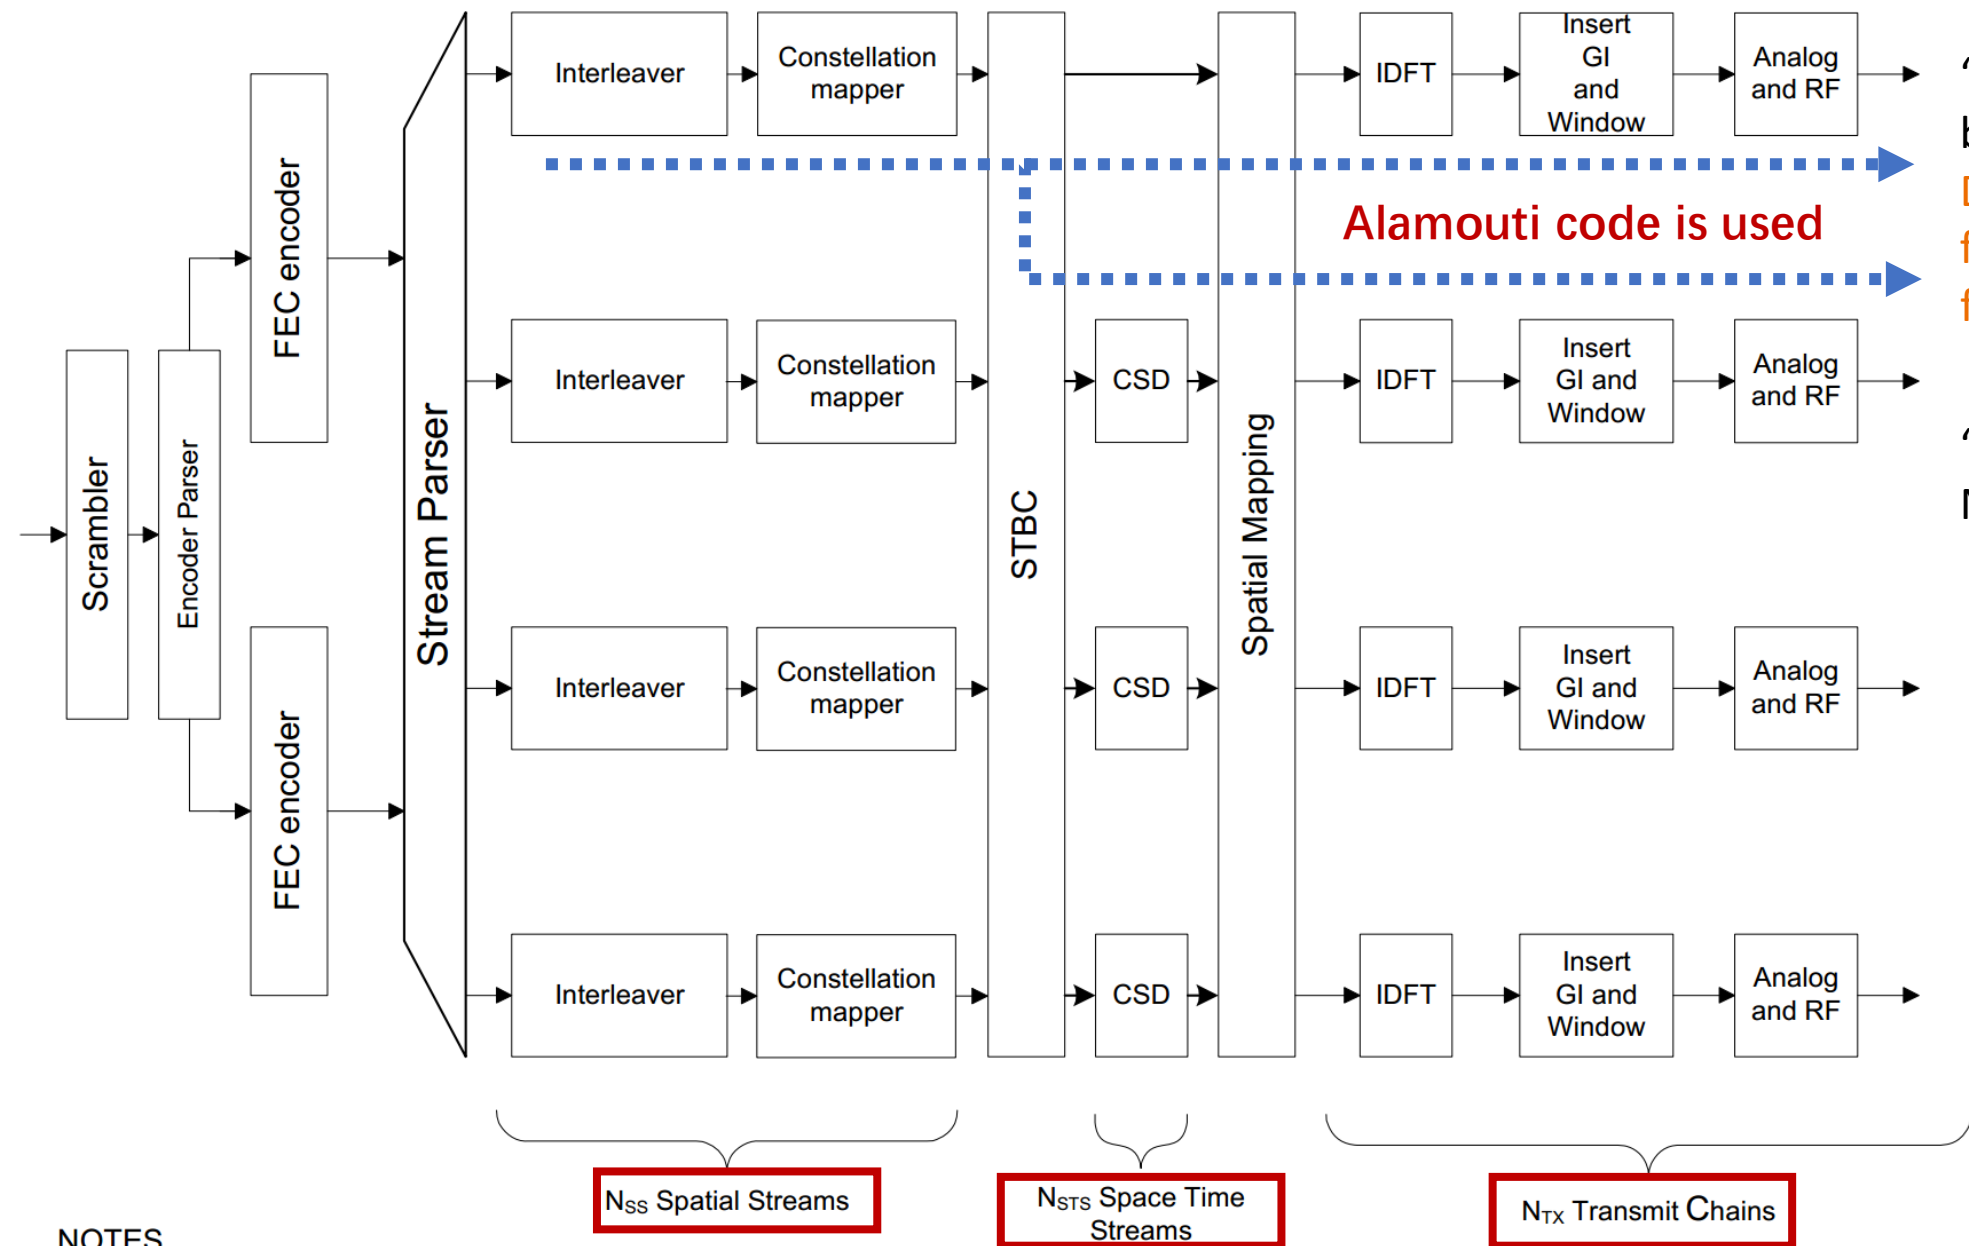 Scrambler
Encoder Parser
FEC encoder
FEC encoder
Stream Parser
Interleaver
Constellation
mapper
Interleaver
Constellation
mapper
Interleaver
Constellation
mapper
Interleaver
Constellation
mapper
STBC
CSD
CSD
CSD
Spatial Mapping
Alamouti code is used
IDFT
Insert
GI
and
Window
Analog
and RF
IDFT
Insert
GI and
Window
Analog
and RF
IDFT
Insert
GI and
Window
Analog
and RF
IDFT
Insert
GI and
Window
Analog
and RF
NSS Spatial Streams
NSTS Space Time
Streams
NTX Transmit Chains
NOTES